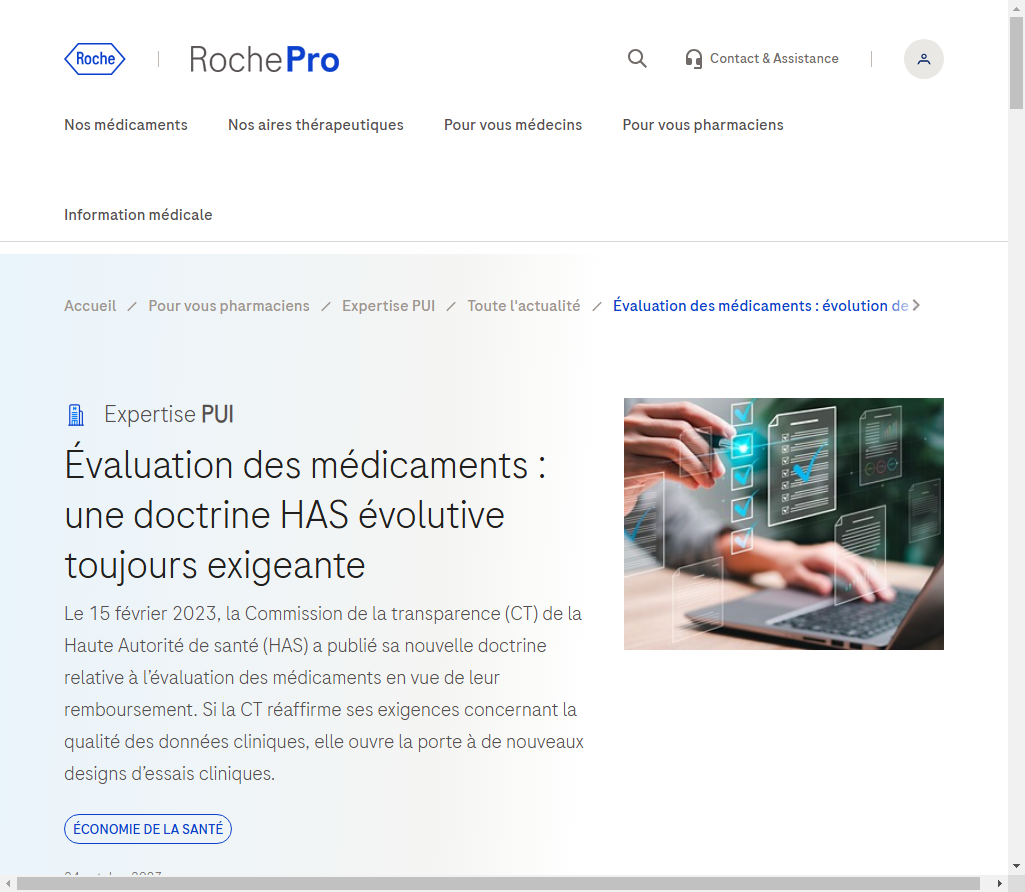 Roche
RochePro
Contact & Assistance
Nos médicaments
Nos aires thérapeutiques
Pour vous médecins
Pour vous pharmaciens
Information médicale
Accueil / Pour vous pharmaciens / Expertise PUI / Toute l'actualité / Évaluation des médicaments : évolution de
Expertise PUI
Évaluation des médicaments :
une doctrine HAS évolutive
toujours exigeante
Le 15 février 2023, la Commission de la transparence (CT) de la
Haute Autorité de santé (HAS) a publié sa nouvelle doctrine
relative à l’évaluation des médicaments en vue de leur
remboursement. Si la CT réaffirme ses exigences concernant la
qualité des données cliniques, elle ouvre la porte à de nouveaux
designs d’essais cliniques.
ÉCONOMIE DE LA SANTÉ